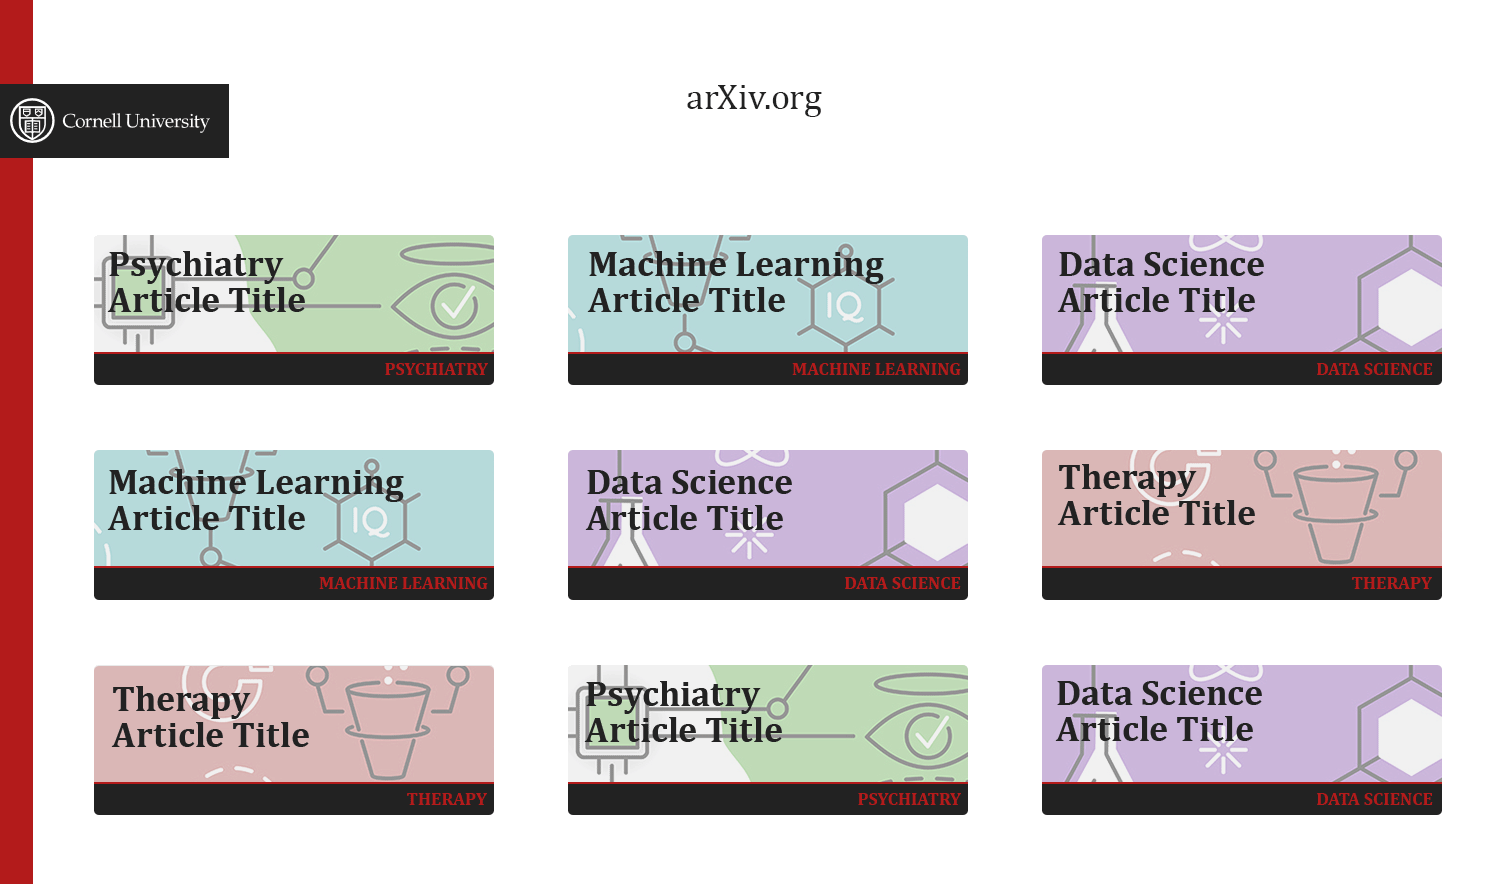 arXiv.org
Cornell University
Psychiatry
Article Title
PSYCHIATRY
Machine Learning
Article Title
IQ
MACHINE LEARNING
Data Science
Article Title
DATA SCIENCE
Machine Learning
Article Title
IQ
MACHINE LEARNING
Data Science
Article Title
DATA SCIENCE
Therapy
Article Title
THERAPY
Therapy
Article Title
THERAPY
Psychiatry
Article Title
PSYCHIATRY
Data Science
Article Title
DATA SCIENCE